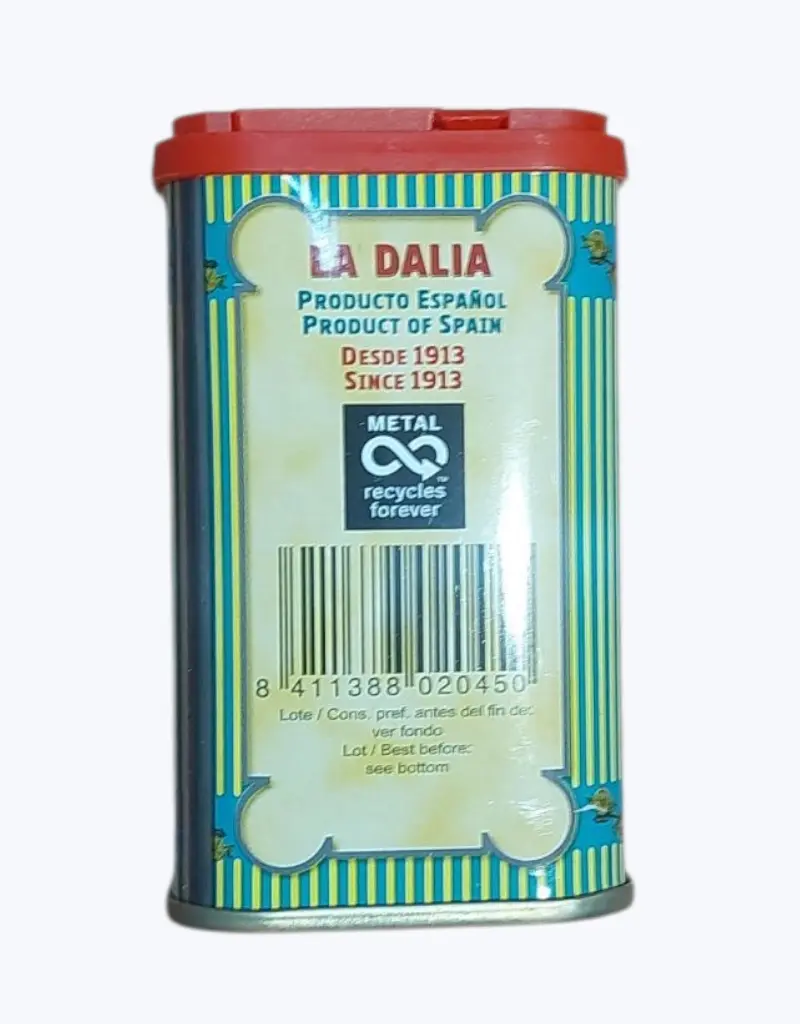 LA DALIA
PRODUCTO ESPAÑOL
PRODUCT OF SPAIN
DESDE 1913
SINCE 1913
METAL
™
recycles
forever
8 411388 020450
Lote / Cons. pref. antes del fin de:
ver fondo
Lot / Best before:
see bottom